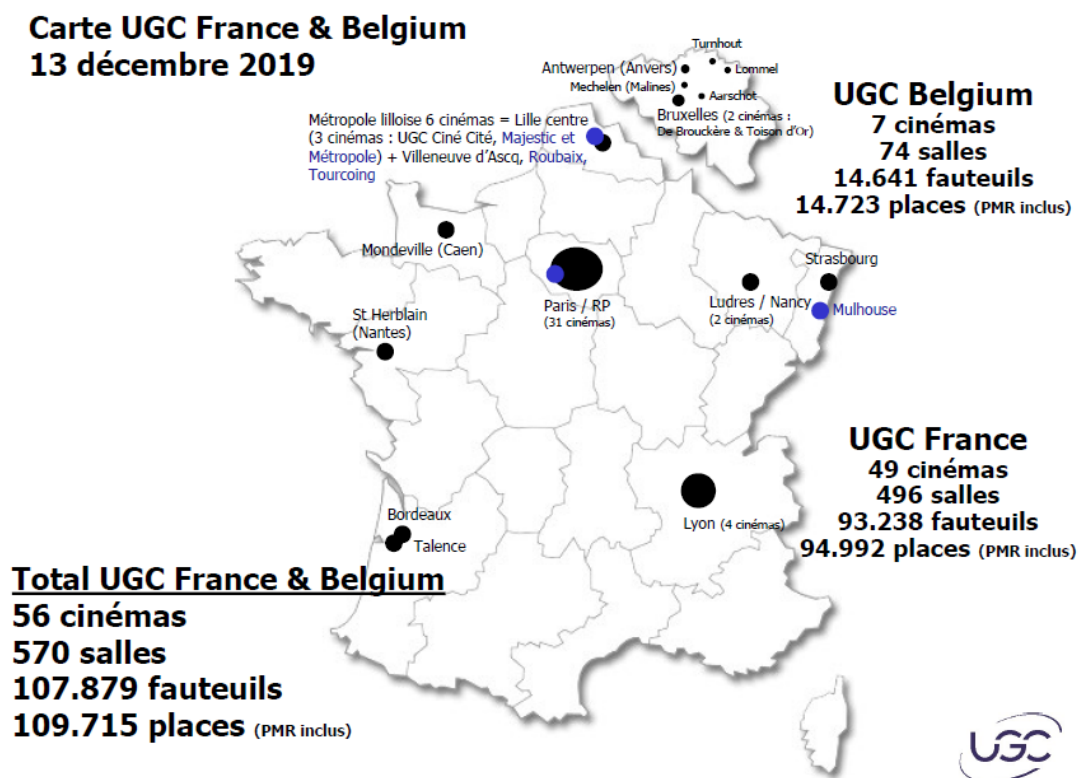 Carte UGC France & Belgium
13 décembre 2019
Turnhout
Antwerpen (Anvers)
Lommel
Mechelen (Malines)
Aarschot
Bruxelles (2 cinémas :
De Brouckère & Toison d'Or)
UGC Belgium
7 cinémas
74 salles
14.641 fauteuils
14.723 places (PMR inclus)
Métropole lilloise 6 cinémas = Lille centre
(3 cinémas : UGC Ciné Cité, Majestic et
Métropole) + Villeneuve d'Ascq, Roubaix,
Tourcoing
Mondeville (Caen)
Strasbourg
Paris / RP
(31 cinémas)
Ludres / Nancy
(2 cinémas)
Mulhouse
St Herblain
(Nantes)
UGC France
49 cinémas
496 salles
93.238 fauteuils
94.992 places (PMR inclus)
Lyon (4 cinémas)
Bordeaux
Talence
Total UGC France & Belgium
56 cinémas
570 salles
107.879 fauteuils
109.715 places (PMR inclus)
UGC